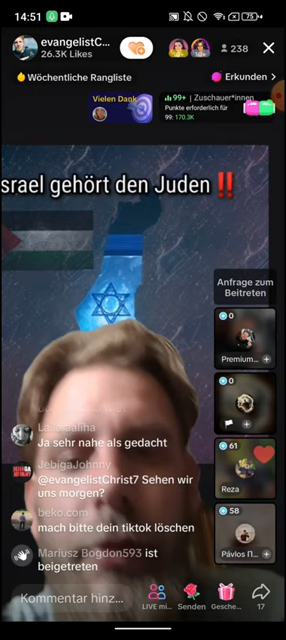 14:51
75
evangelistC...
26.3K Likes
238
Wöchentliche Rangliste
Erkunden >
Vielen Dank
99+ | Zuschauer*innen
Punkte erforderlich für
99: 170.3K
srael gehört den Juden ‼️
Anfrage zum
Beitreten
0
Premium...
0
61
Reza
58
Ja sehr nahe als gedacht
JebigaJohnny
@evangelistChrist7 Sehen wir
uns morgen?
beko.com
mach bitte dein tiktok löschen
Mariusz Bogdon593 ist
beigetreten
Kommentar hinz...
LIVE mi...
Senden
Gesche...
17